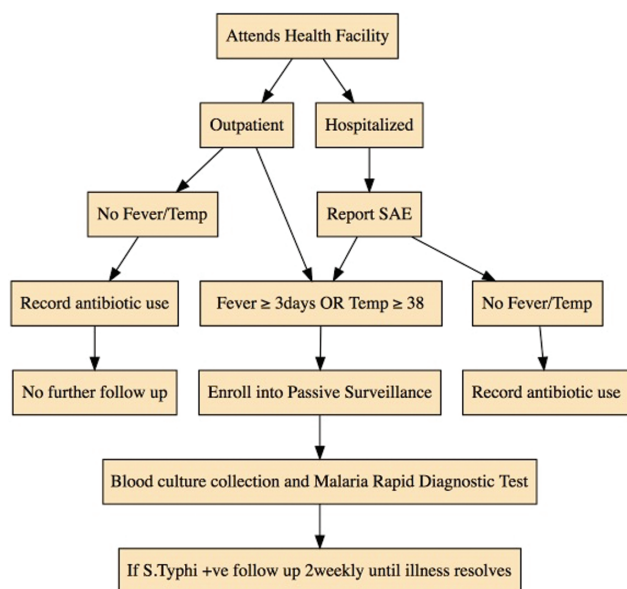 Attends Health Facility
Outpatient
Hospitalized
No Fever/Temp
Report SAE
Record antibiotic use
Fever ≥ 3days OR Temp ≥ 38
No Fever/Temp
No further follow up
Enroll into Passive Surveillance
Record antibiotic use
Blood culture collection and Malaria Rapid Diagnostic Test
If S.Typhi +ve follow up 2weekly until illness resolves